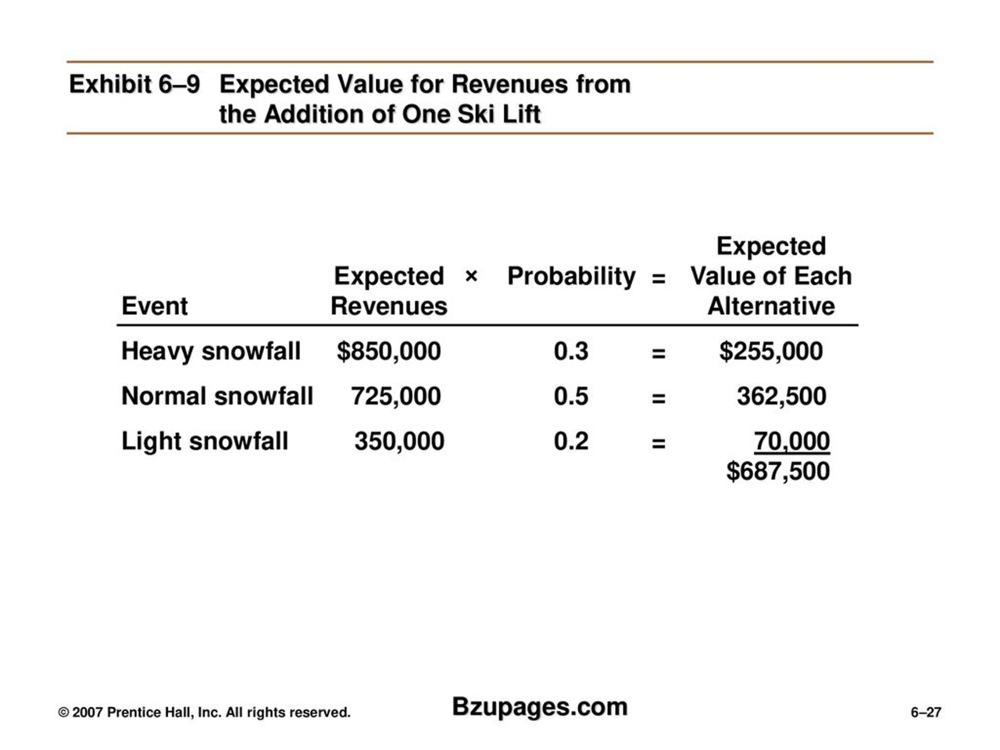 Exhibit 6–9 Expected Value for Revenues from
the Addition of One Ski Lift
Expected
Expected × Probability = Value of Each
Event Revenues Alternative
Heavy snowfall $850,000 0.3 = $255,000
Normal snowfall 725,000 0.5 = 362,500
Light snowfall 350,000 0.2 = 70,000
$687,500
© 2007 Prentice Hall, Inc. All rights reserved. Bzupages.com 6–27